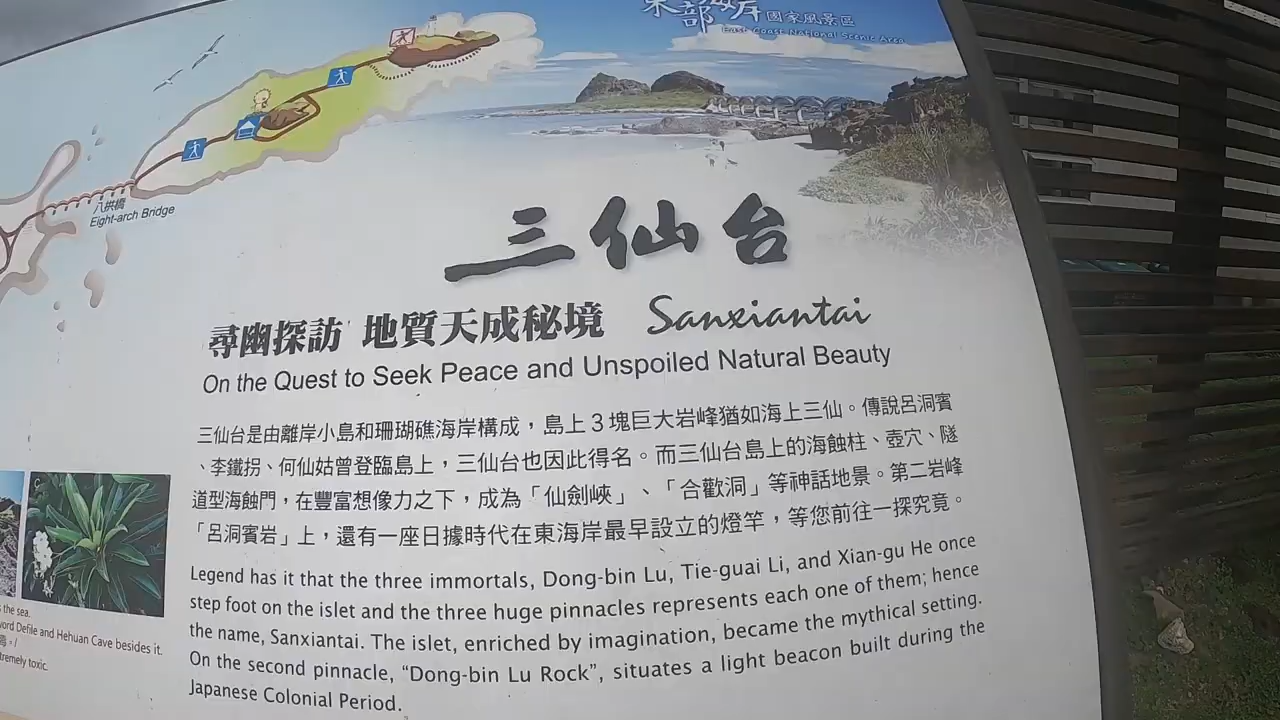 東部海岸國家風景區
East Coast National Scenic Area
八拱橋
Eight-arch Bridge
三仙台
尋幽探訪 地質天成秘境 Sanxiantai
On the Quest to Seek Peace and Unspoiled Natural Beauty
三仙台是由離岸小島和珊瑚礁海岸構成，島上3塊巨大岩峰猶如海上三仙。傳說呂洞賓
、李鐵拐、何仙姑曾登臨島上，三仙台也因此得名。而三仙台島上的海蝕柱、壺穴、隧
道型海蝕門，在豐富想像力之下，成為「仙劍峽」、「合歡洞」等神話地景。第二岩峰
「呂洞賓岩」上，還有一座日據時代在東海岸最早設立的燈竿，等您前往一探究竟。
Legend has it that the three immortals, Dong-bin Lu, Tie-guai Li, and Xian-gu He once
step foot on the islet and the three huge pinnacles represents each one of them; hence
the name, Sanxiantai. The islet, enriched by imagination, became the mythical setting.
On the second pinnacle, “Dong-bin Lu Rock”, situates a light beacon built during the
Japanese Colonial Period.
the sea.
Defile and Hehuan Cave besides it.
toxic.